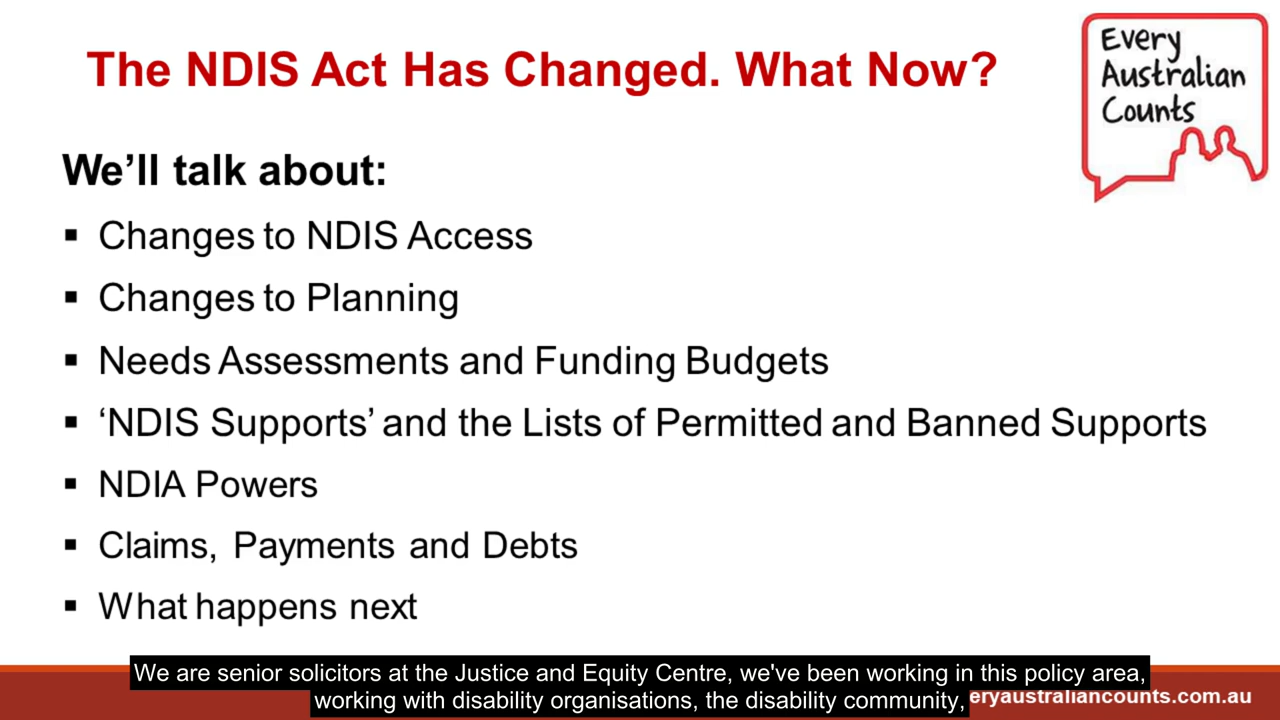 The NDIS Act Has Changed. What Now?
Every
Australian
Counts
We’ll talk about:
▪ Changes to NDIS Access
▪ Changes to Planning
▪ Needs Assessments and Funding Budgets
▪ ‘NDIS Supports’ and the Lists of Permitted and Banned Supports
▪ NDIA Powers
▪ Claims, Payments and Debts
▪ What happens next
We are senior solicitors at the Justice and Equity Centre, we've been working in this policy area,
working with disability organisations, the disability community,
eryaustraliancounts.com.au